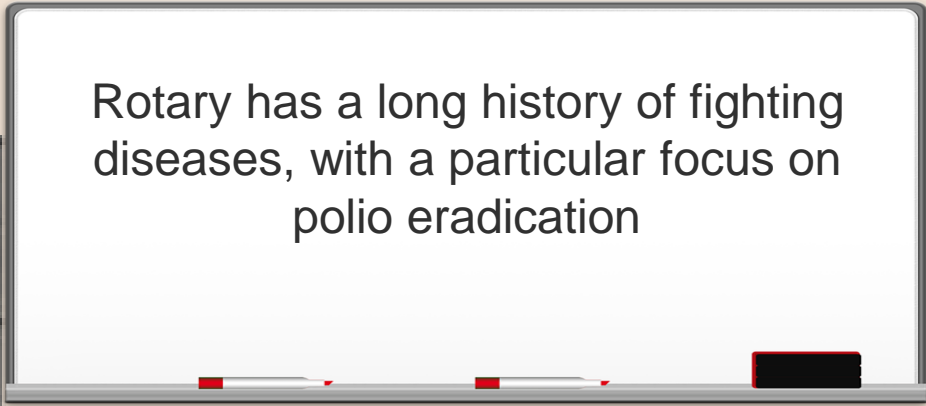 Rotary has a long history of fighting
diseases, with a particular focus on
polio eradication